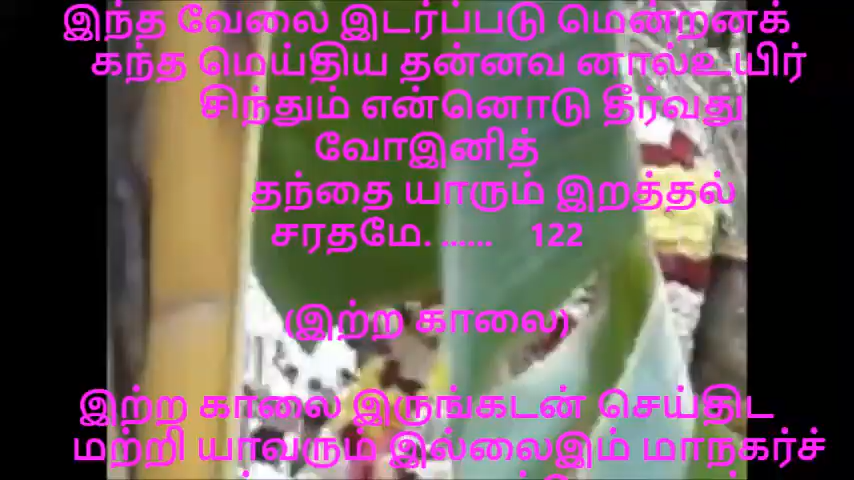 இந்த வேலை இடர்ப்படு மென்றனக்
கந்த மெய்திய தன்னவ னால்உயிர்
சிந்தும் என்னொடு தீர்வது
வோஇனித்
தந்தை யாரும் இறத்தல்
சரதமே. ...... 122
(இற்ற காலை)
இற்ற காலை இருங்கடன் செய்திட
மற்றி யாவரும் இல்லைஇம் மாநகர்ச்